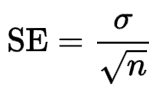 SE = σ/√n